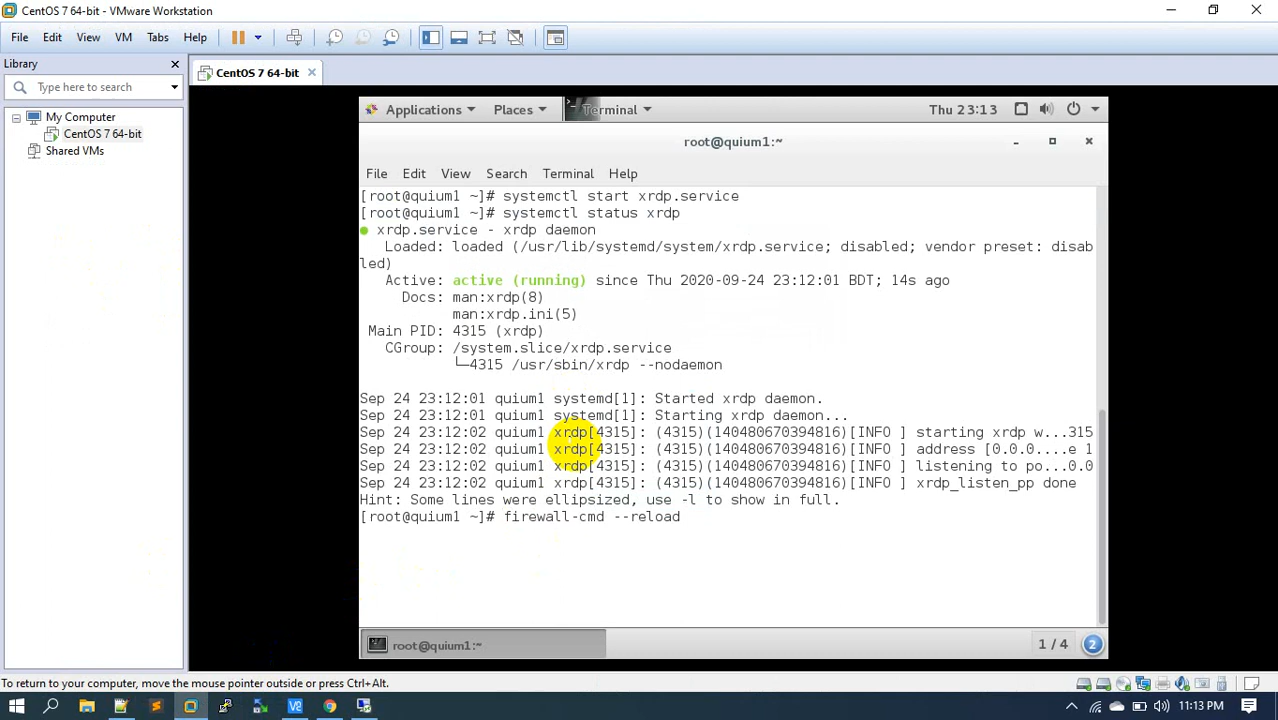 CentOS 7 64-bit - VMware Workstation
File Edit View VM Tabs Help
Library
CentOS 7 64-bit
Type here to search
My Computer
CentOS 7 64-bit
Shared VMs
Applications Places Terminal Thu 23:13
root@quium1:~
File Edit View Search Terminal Help
[root@quium1 ~]# systemctl start xrdp.service
[root@quium1 ~]# systemctl status xrdp
● xrdp.service - xrdp daemon
Loaded: loaded (/usr/lib/systemd/system/xrdp.service; disabled; vendor preset: disab
led)
Active: active (running) since Thu 2020-09-24 23:12:01 BDT; 14s ago
Docs: man:xrdp(8)
man:xrdp.ini(5)
Main PID: 4315 (xrdp)
CGroup: /system.slice/xrdp.service
└─4315 /usr/sbin/xrdp --nodaemon
Sep 24 23:12:01 quium1 systemd[1]: Started xrdp daemon.
Sep 24 23:12:01 quium1 systemd[1]: Starting xrdp daemon...
Sep 24 23:12:02 quium1 xrdp[4315]: (4315)(140480670394816)[INFO ] starting xrdp w...315
Sep 24 23:12:02 quium1 xrdp[4315]: (4315)(140480670394816)[INFO ] address [0.0.0....e 1
Sep 24 23:12:02 quium1 xrdp[4315]: (4315)(140480670394816)[INFO ] listening to po...0.0
Sep 24 23:12:02 quium1 xrdp[4315]: (4315)(140480670394816)[INFO ] xrdp_listen_pp done
Hint: Some lines were ellipsized, use -l to show in full.
[root@quium1 ~]# firewall-cmd --reload
root@quium1:~
1 / 4
2
To return to your computer, move the mouse pointer outside or press Ctrl+Alt.
11:13 PM